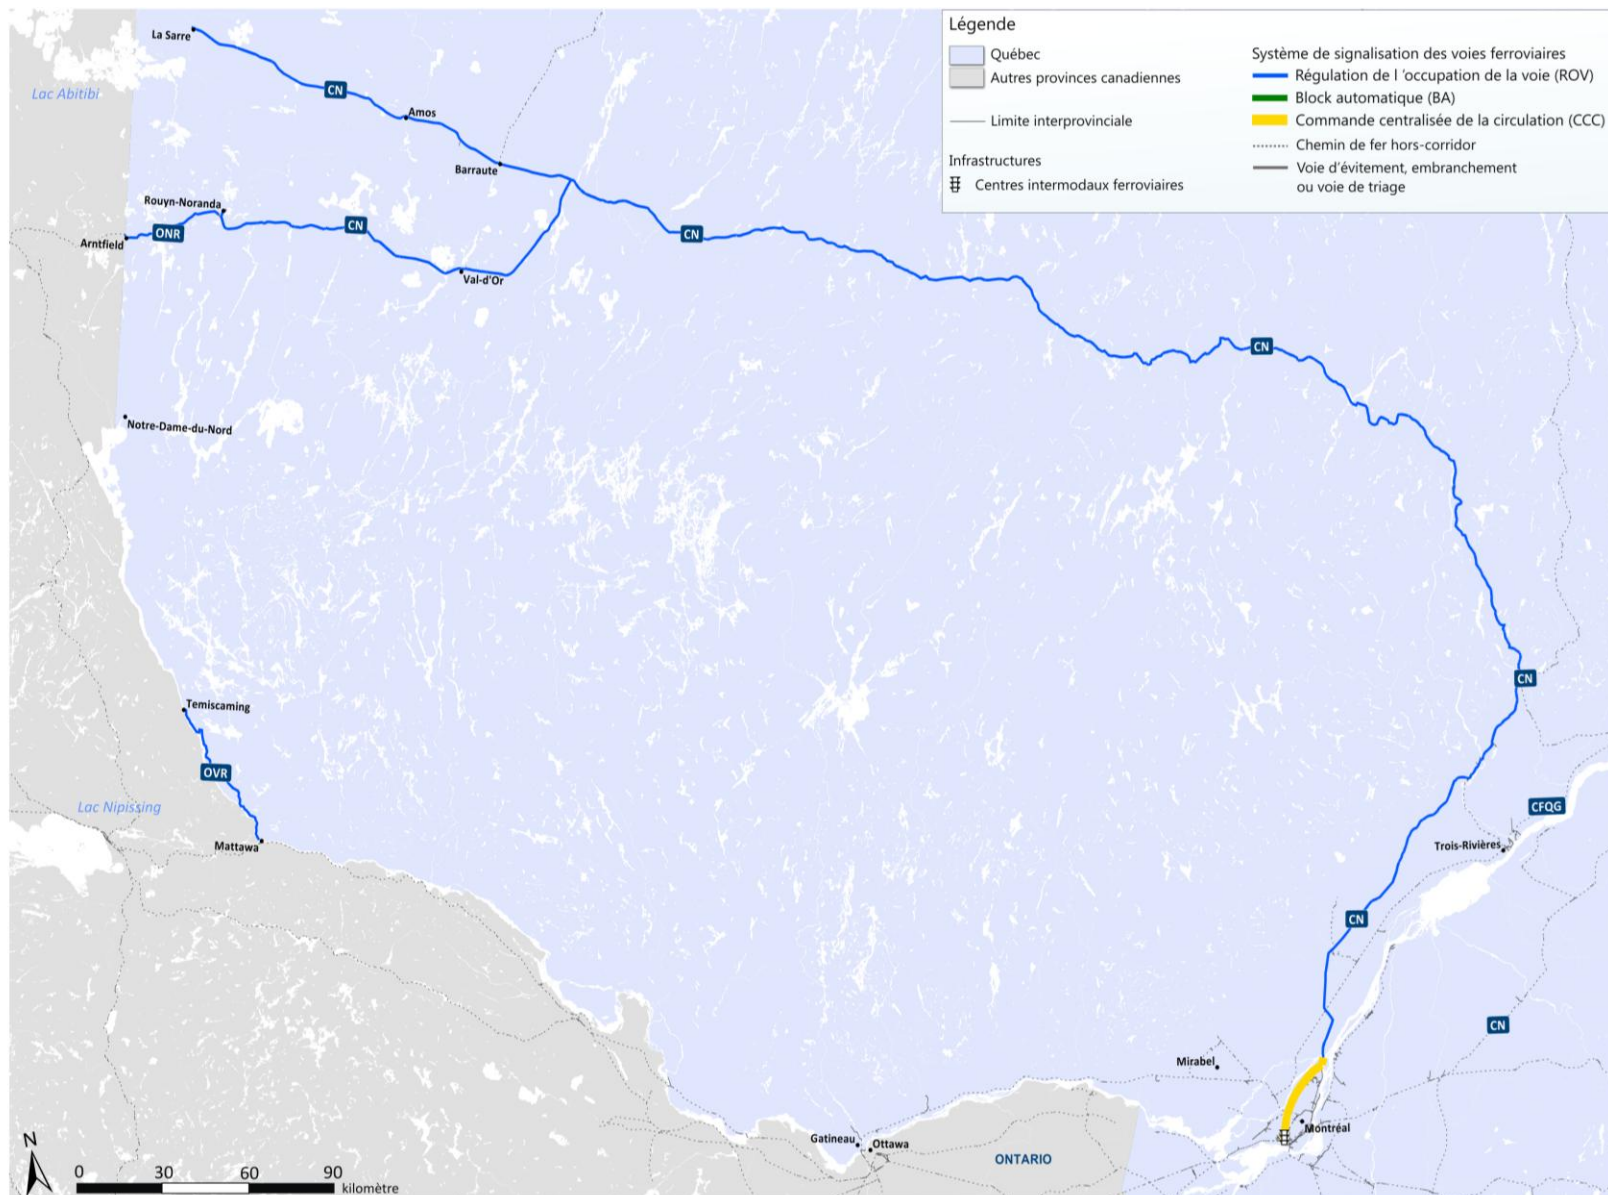 Légende
Québec
Autres provinces canadiennes
Limite interprovinciale
Infrastructures
Centres intermodaux ferroviaires
Système de signalisation des voies ferroviaires
Régulation de l 'occupation de la voie (ROV)
Block automatique (BA)
Commande centralisée de la circulation (CCC)
Chemin de fer hors-corridor
Voie d'évitement, embranchement
ou voie de triage
La Sarre
Lac Abitibi
CN
Amos
Barraute
Rouyn-Noranda
CN
ONR
CN
Arntfield
Val-d'Or
CN
Notre-Dame-du-Nord
CN
Temiscaming
OVR
Lac Nipissing
CFQG
Mattawa
Trois-Rivières
CN
CN
Mirabel
Montréal
Gatineau
Ottawa
ONTARIO
N
0 30 60 90
kilomètre